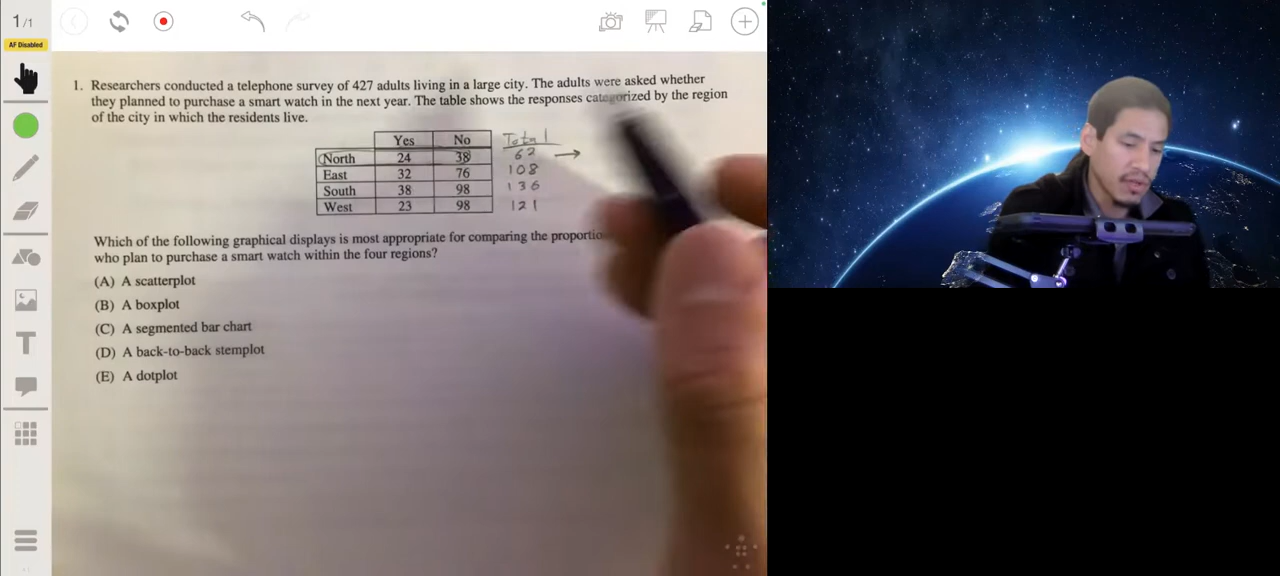 1/1
AF Disabled
1. Researchers conducted a telephone survey of 427 adults living in a large city. The adults were asked whether
they planned to purchase a smart watch in the next year. The table shows the responses categorized by the region
of the city in which the residents live.
Yes No Total
North 24 38 62 →
East 32 76 108
South 38 98 136
West 23 98 121
Which of the following graphical displays is most appropriate for comparing the
who plan to purchase a smart watch within the four regions?
(A) A scatterplot
(B) A boxplot
(C) A segmented bar chart
(D) A back-to-back stemplot
(E) A dotplot
T